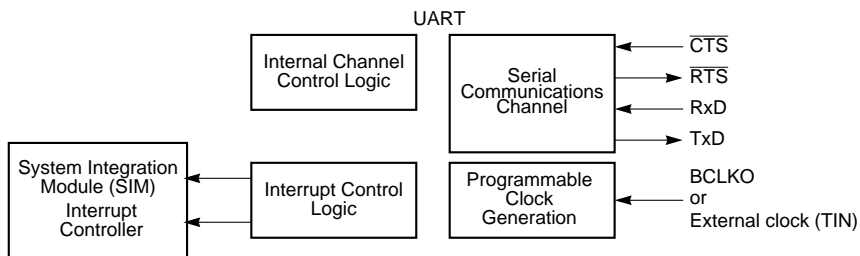 UART
Internal Channel
Control Logic
Serial
Communications
Channel
CTS
RTS
RxD
TxD
System Integration
Module (SIM)
Interrupt
Controller
Interrupt Control
Logic
Programmable
Clock
Generation
BCLKO
or
External clock (TIN)